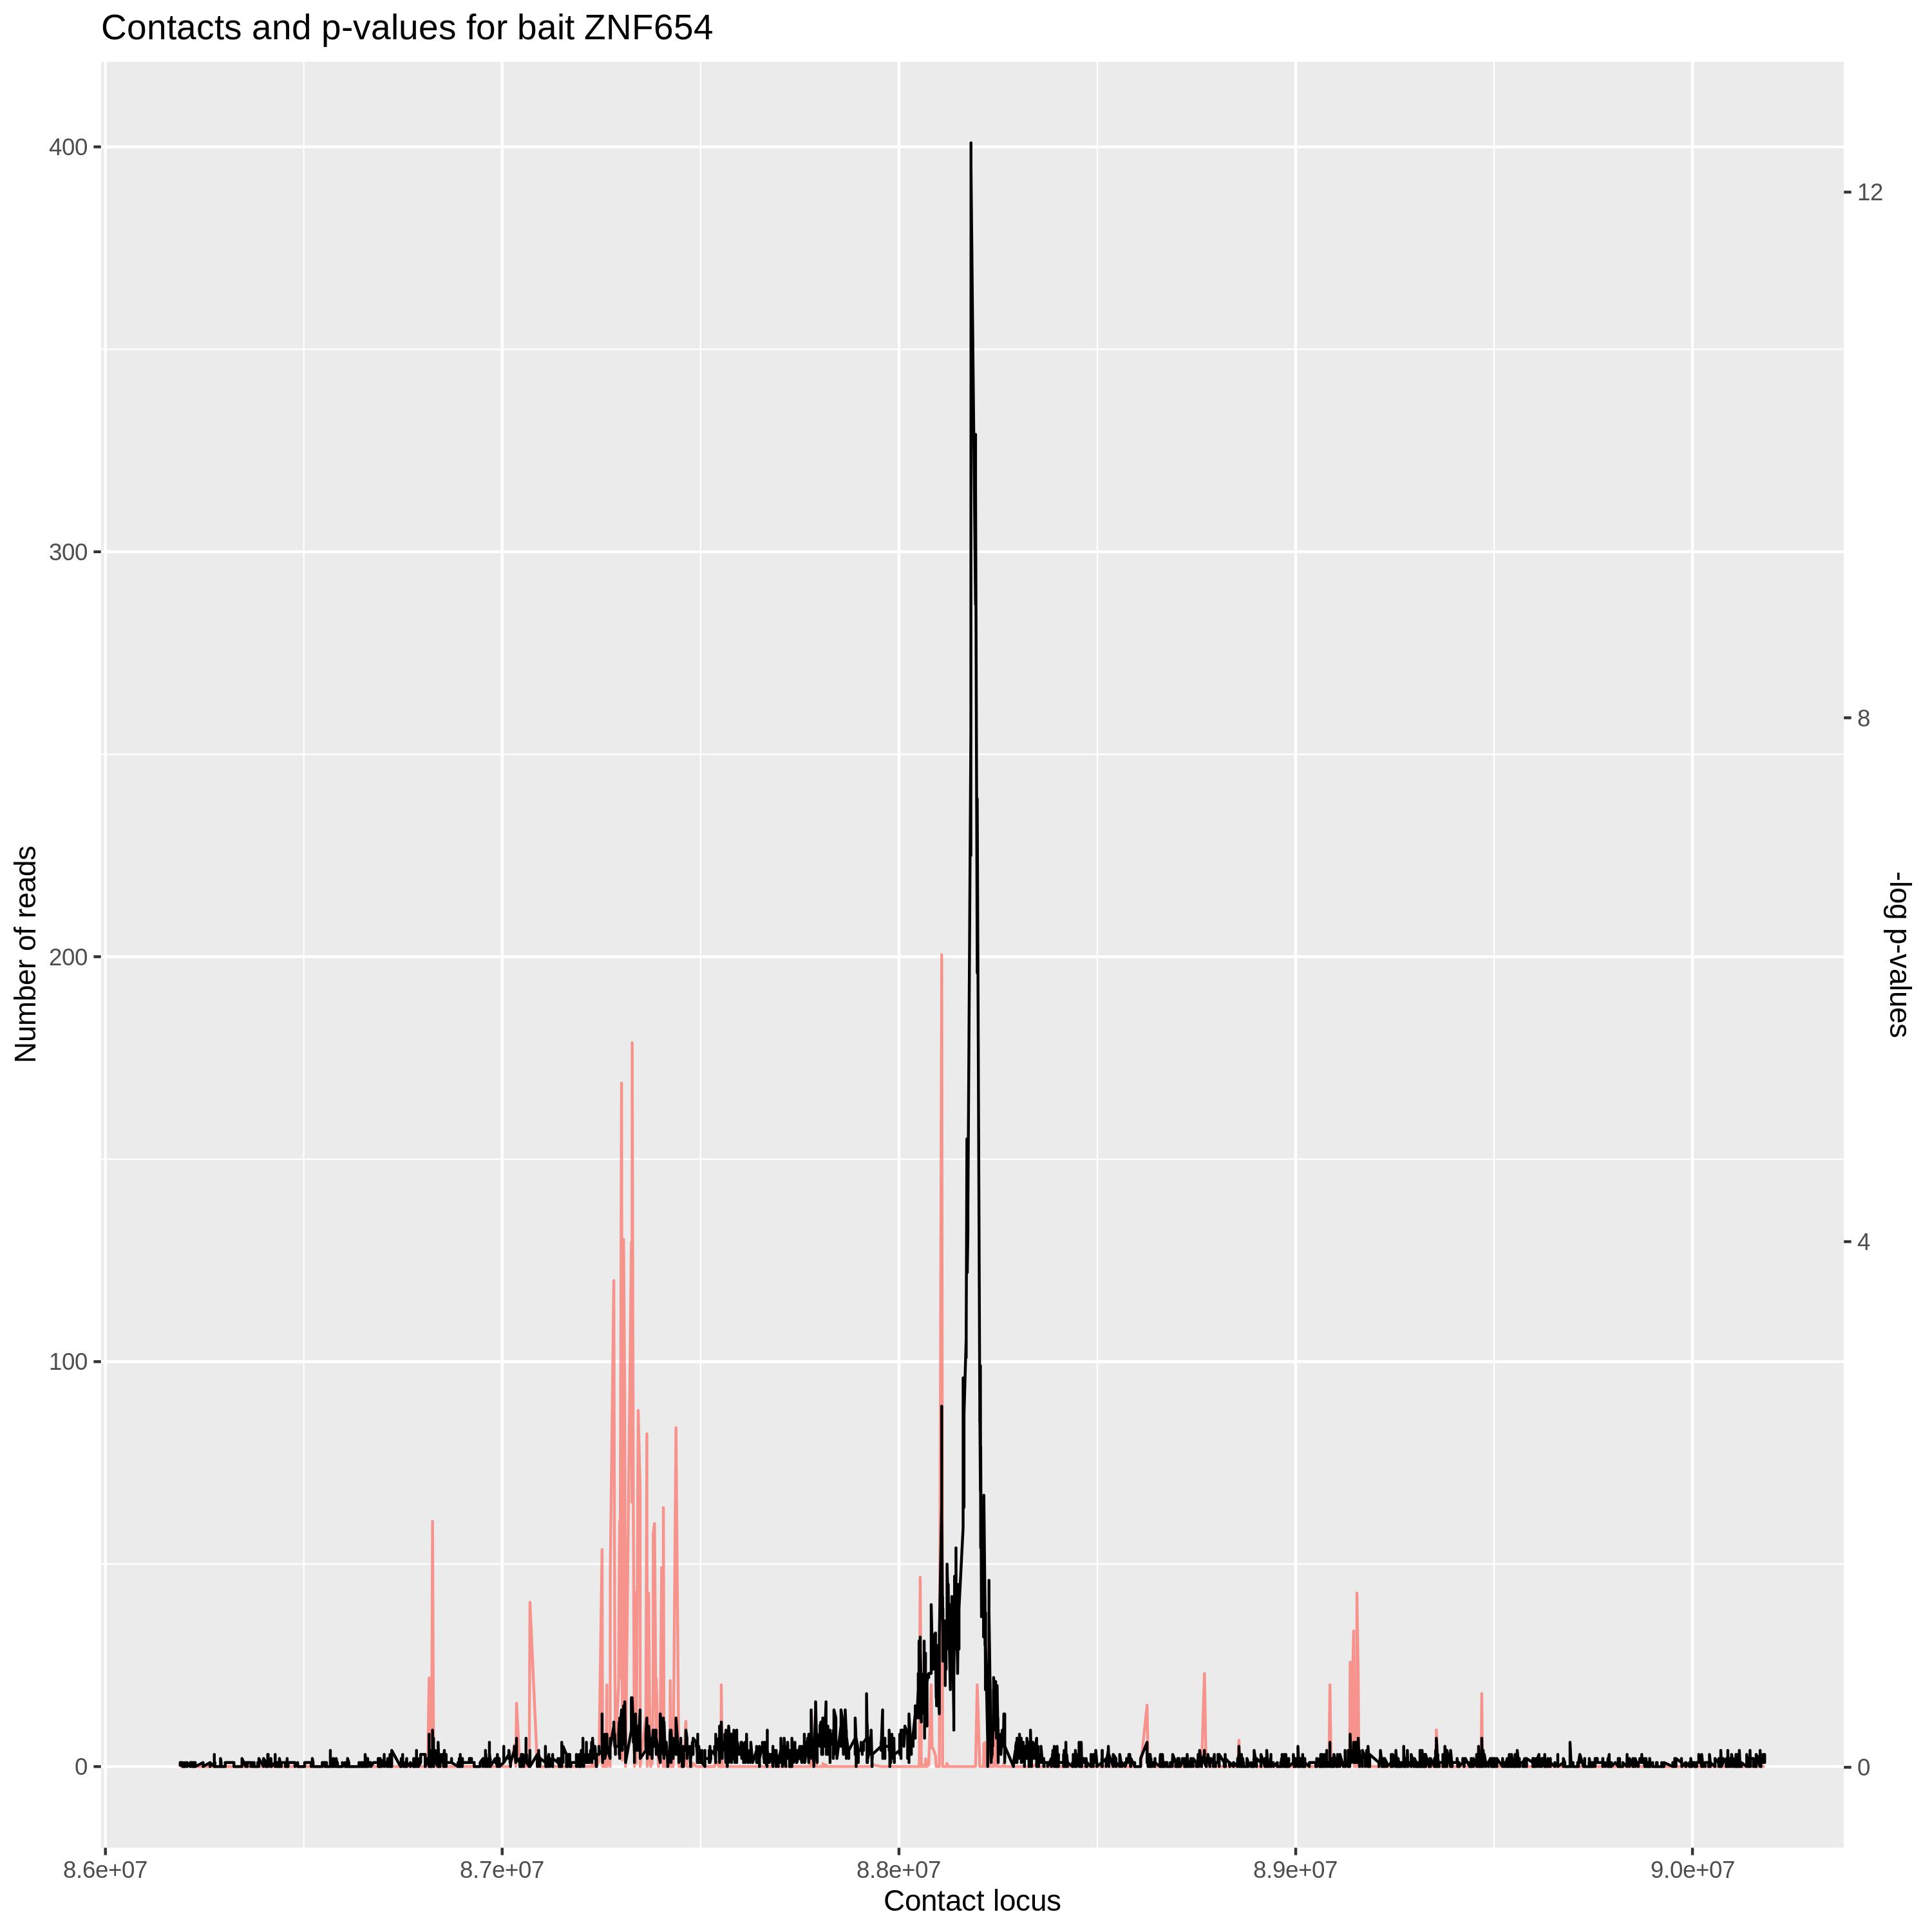 Contacts and p-values for bait ZNF654
400
300
200
100
0
Number of reads
12
8
4
0
-log p-values
8.6e+07
8.7e+07
8.8e+07
8.9e+07
9.0e+07
Contact locus